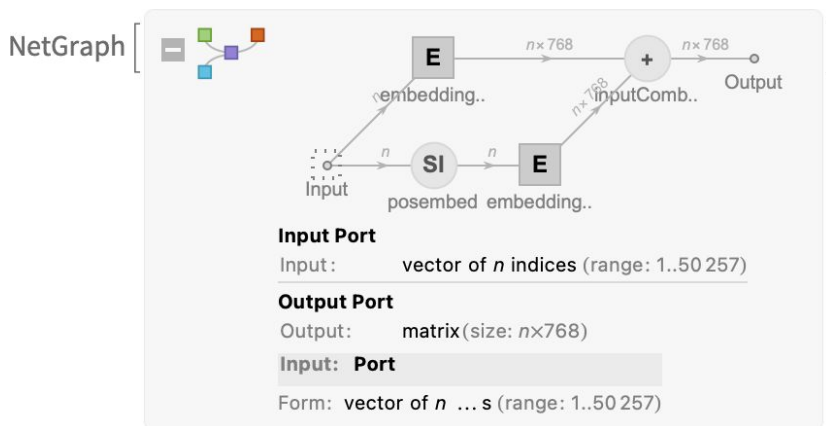 NetGraph
E
n×768
+
n×768
n
embedding..
n×768
inputComb..
Output
Input
n
SI
n
E
posembed
embedding..
Input Port
Input: vector of n indices (range: 1..50 257)
Output Port
Output: matrix (size: n×768)
Input: Port
Form: vector of n ... s (range: 1..50 257)